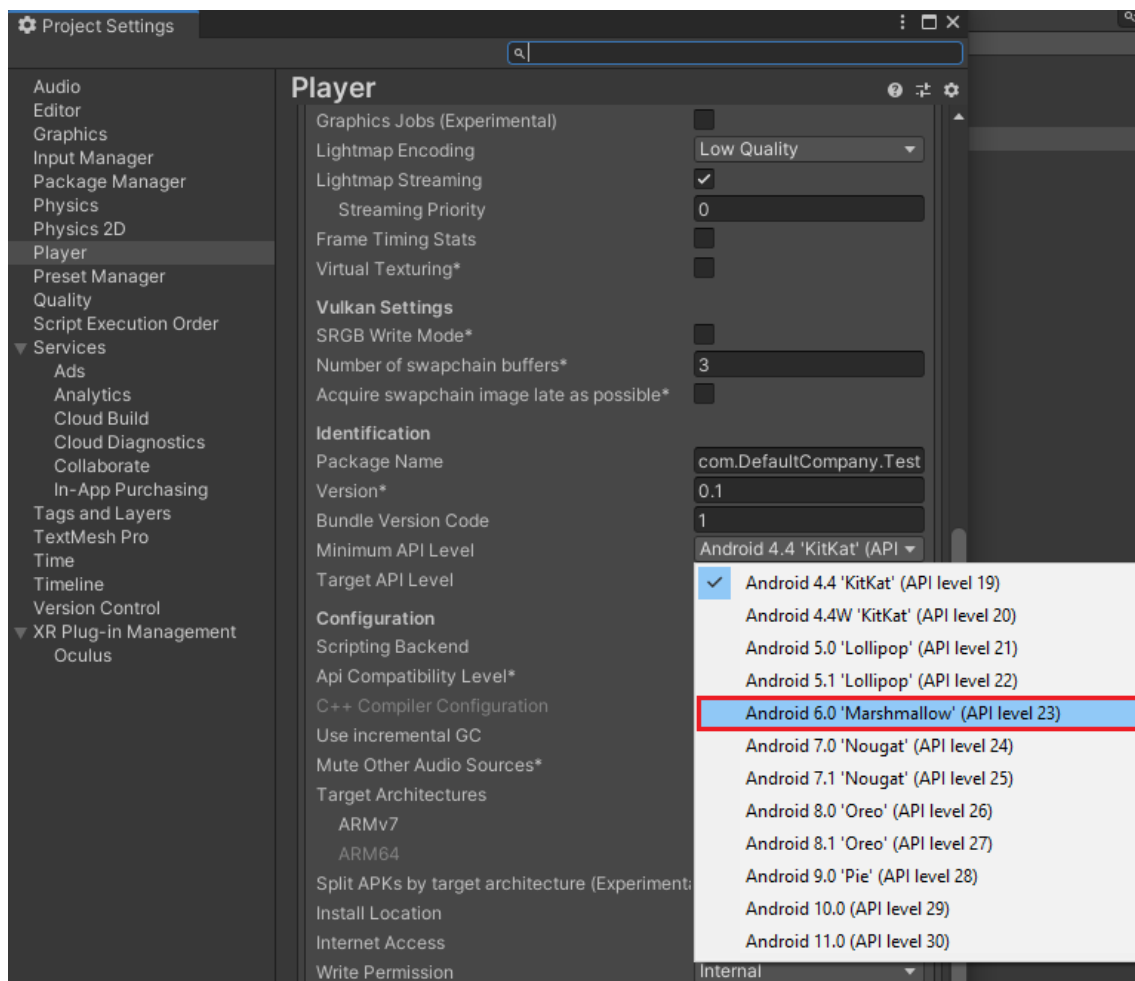 Project Settings
Audio
Editor
Graphics
Input Manager
Package Manager
Physics
Physics 2D
Player
Preset Manager
Quality
Script Execution Order
Services
Ads
Analytics
Cloud Build
Cloud Diagnostics
Collaborate
In-App Purchasing
Tags and Layers
TextMesh Pro
Time
Timeline
Version Control
XR Plug-in Management
Oculus
Player
Graphics Jobs (Experimental)
Lightmap Encoding Low Quality
Lightmap Streaming
Streaming Priority 0
Frame Timing Stats
Virtual Texturing*
Vulkan Settings
SRGB Write Mode*
Number of swapchain buffers* 3
Acquire swapchain image late as possible*
Identification
Package Name com.DefaultCompany.Test
Version* 0.1
Bundle Version Code 1
Minimum API Level Android 4.4 'KitKat' (API
Target API Level
Configuration
Scripting Backend
Api Compatibility Level*
C++ Compiler Configuration
Use incremental GC
Mute Other Audio Sources*
Target Architectures
ARMv7
ARM64
Split APKs by target architecture (Experiment
Install Location
Internet Access
Write Permission Internal
Android 4.4 'KitKat' (API level 19)
Android 4.4W 'KitKat' (API level 20)
Android 5.0 'Lollipop' (API level 21)
Android 5.1 'Lollipop' (API level 22)
Android 6.0 'Marshmallow' (API level 23)
Android 7.0 'Nougat' (API level 24)
Android 7.1 'Nougat' (API level 25)
Android 8.0 'Oreo' (API level 26)
Android 8.1 'Oreo' (API level 27)
Android 9.0 'Pie' (API level 28)
Android 10.0 (API level 29)
Android 11.0 (API level 30)